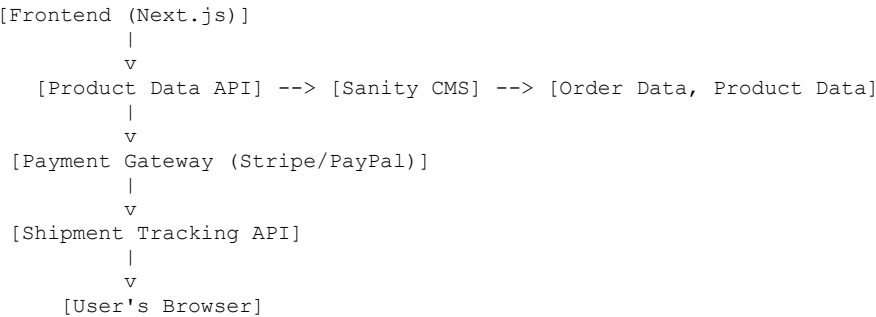 [Frontend (Next.js)]
|
v
[Product Data API] --> [Sanity CMS] --> [Order Data, Product Data]
|
v
[Payment Gateway (Stripe/PayPal)]
|
v
[Shipment Tracking API]
|
v
[User's Browser]